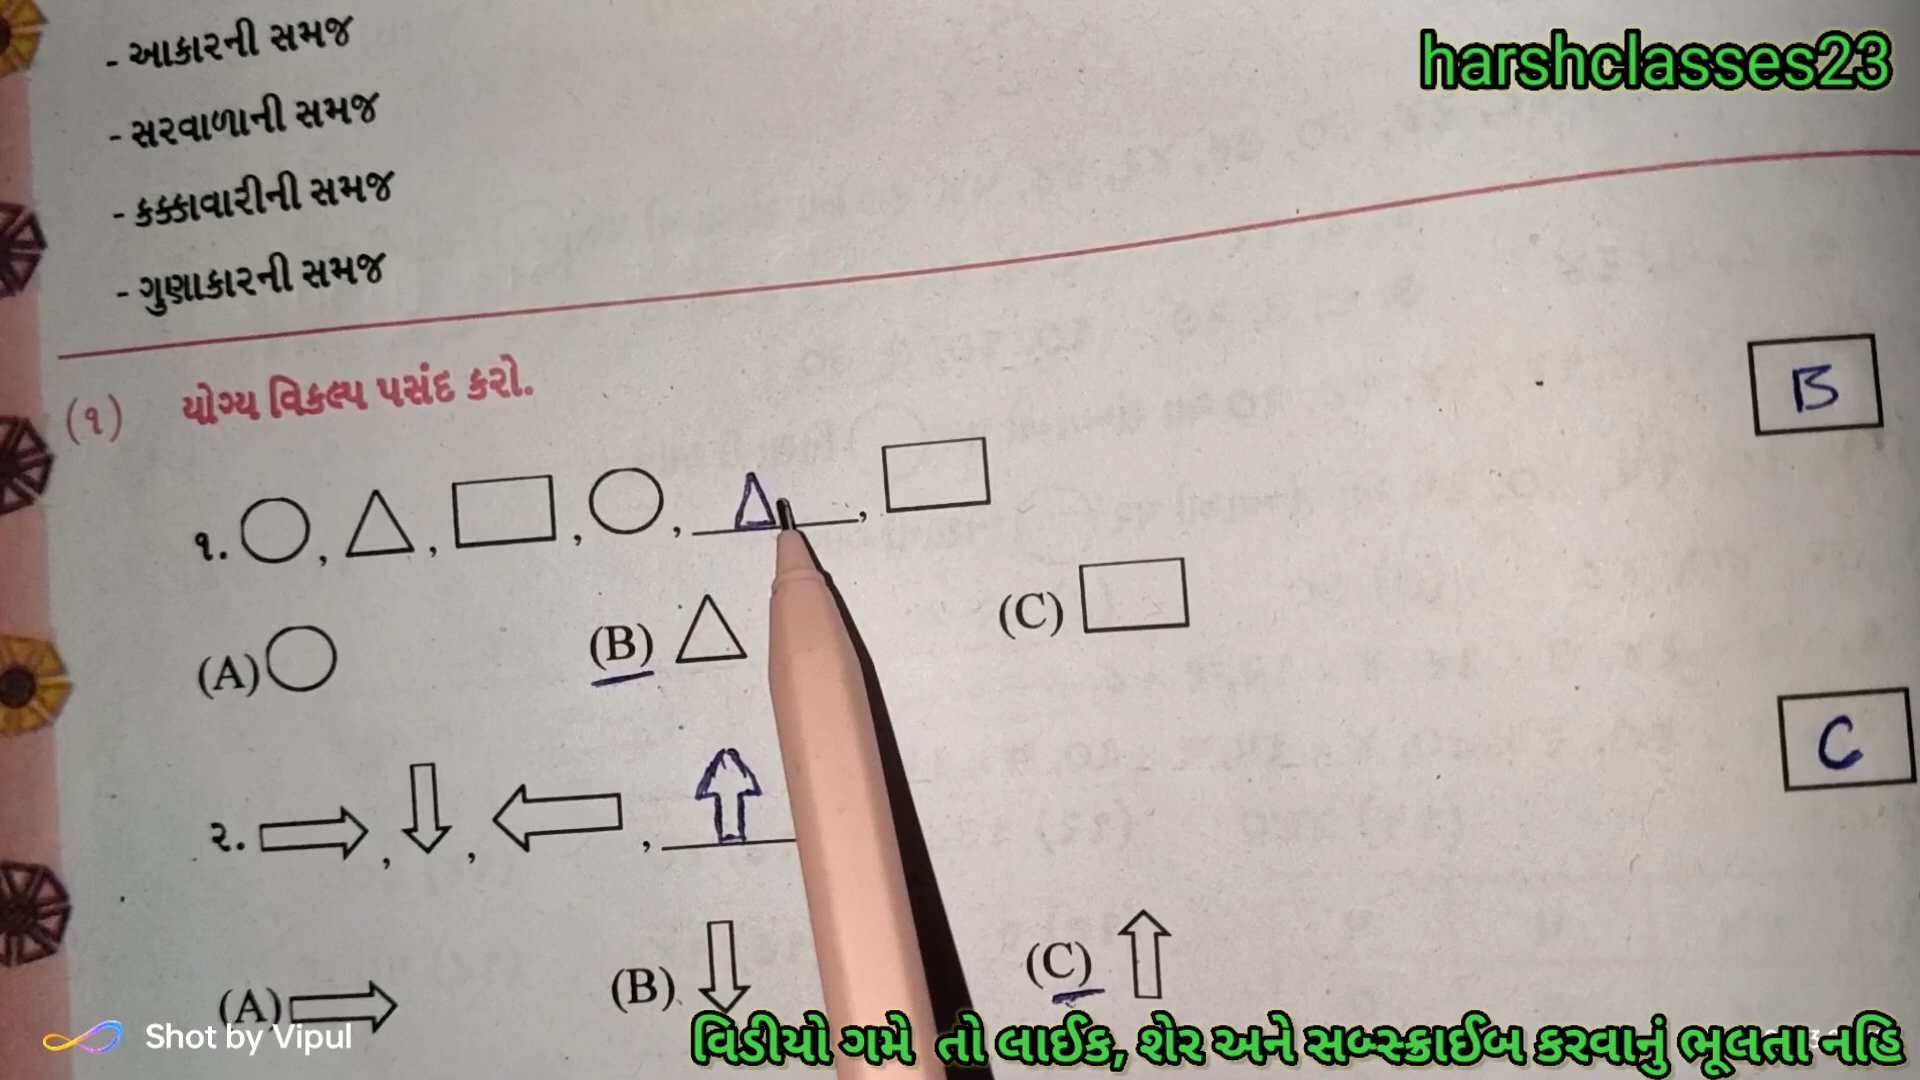 - આકારની સમજ
harshclasses23
- સરવાળાની સમજ
- કક્કાવારીની સમજ
- ગુણાકારની સમજ
(૧) યોગ્ય વિકલ્પ પસંદ કરો.
B
૧. , , , , ,
(A) (B) (C)
C
૨. , , ,
(A) (B) (C)
Shot by Vipul
વિડીયો ગમે તો લાઈક, શેર અને સબ્સ્ક્રાઈબ કરવાનું ભૂલતા નહિ